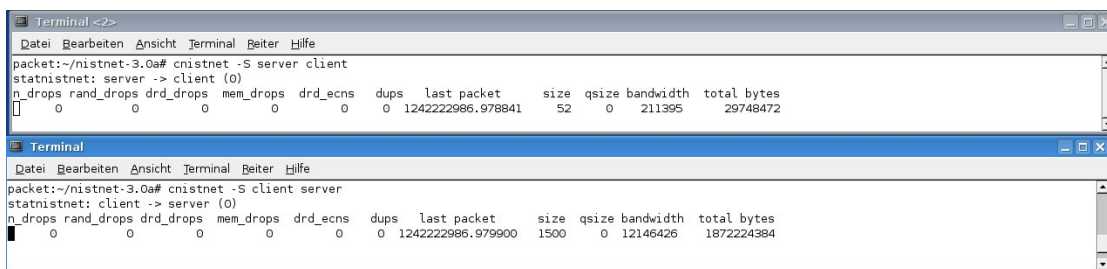 Terminal <2>
Datei Bearbeiten Ansicht Terminal Reiter Hilfe
packet:~/nistnet-3.0a# cnistnet -S server client
statnistnet: server -> client (0)
n_drops rand_drops drd_drops mem_drops drd_ecns dups last packet size qsize bandwidth total bytes
0 0 0 0 0 0 1242222986.978841 52 0 211395 29748472
Terminal
Datei Bearbeiten Ansicht Terminal Reiter Hilfe
packet:~/nistnet-3.0a# cnistnet -S client server
statnistnet: client -> server (0)
n_drops rand_drops drd_drops mem_drops drd_ecns dups last packet size qsize bandwidth total bytes
0 0 0 0 0 0 1242222986.979900 1500 0 12146426 1872224384